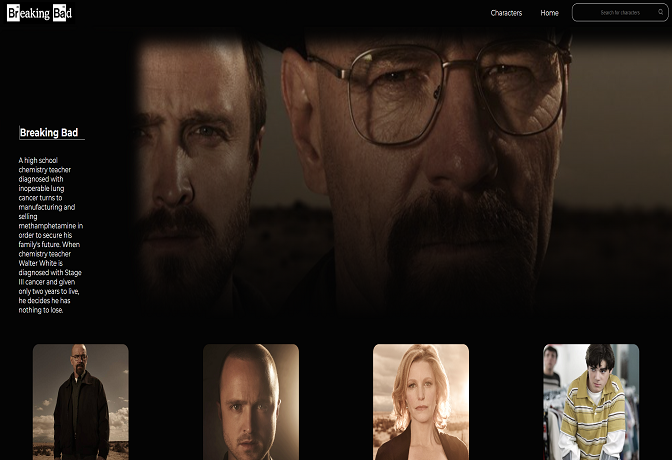 Breaking Bad
Characters
Home
Search for characters
Breaking Bad
A high school
chemistry teacher
diagnosed with
inoperable lung
cancer turns to
manufacturing and
selling
methamphetamine in
order to secure his
family's future. When
chemistry teacher
Walter White is
diagnosed with Stage
III cancer and given
only two years to live,
he decides he has
nothing to lose.